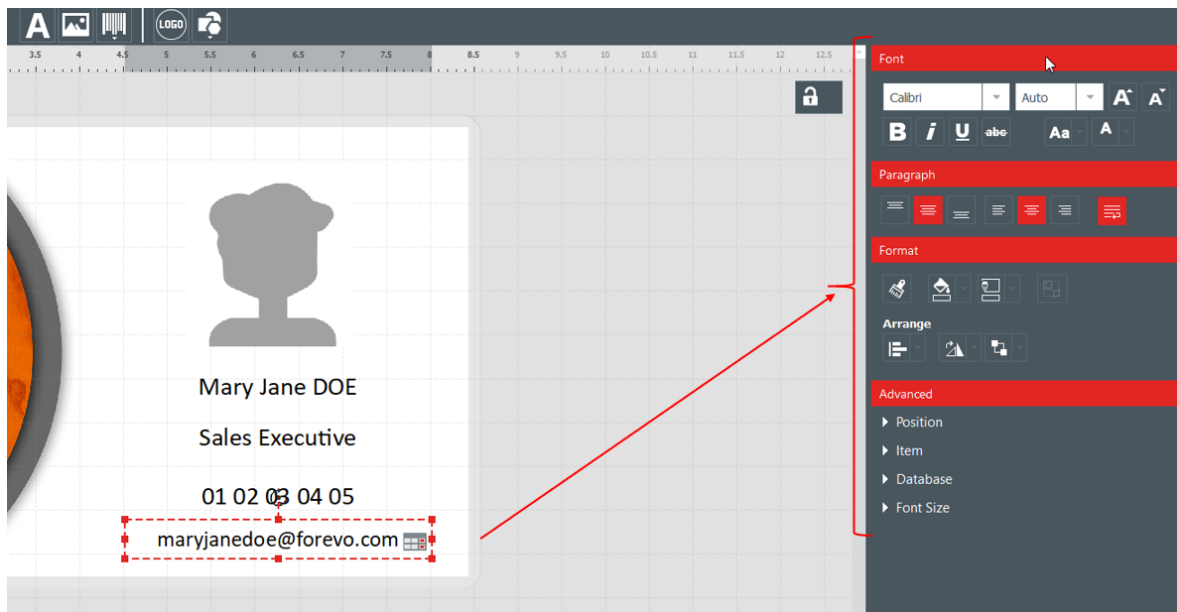 A LOGO
3.5 4 4.5 5 5.5 6 6.5 7 7.5 8 8.5 9 9.5 10 10.5 11 11.5 12 12.5
Font
Calibri Auto A A
B i U abc Aa A
Paragraph
Format
Arrange
Advanced
Position
Item
Database
Font Size
Mary Jane DOE
Sales Executive
01 02 03 04 05
maryjanedoe@forevo.com